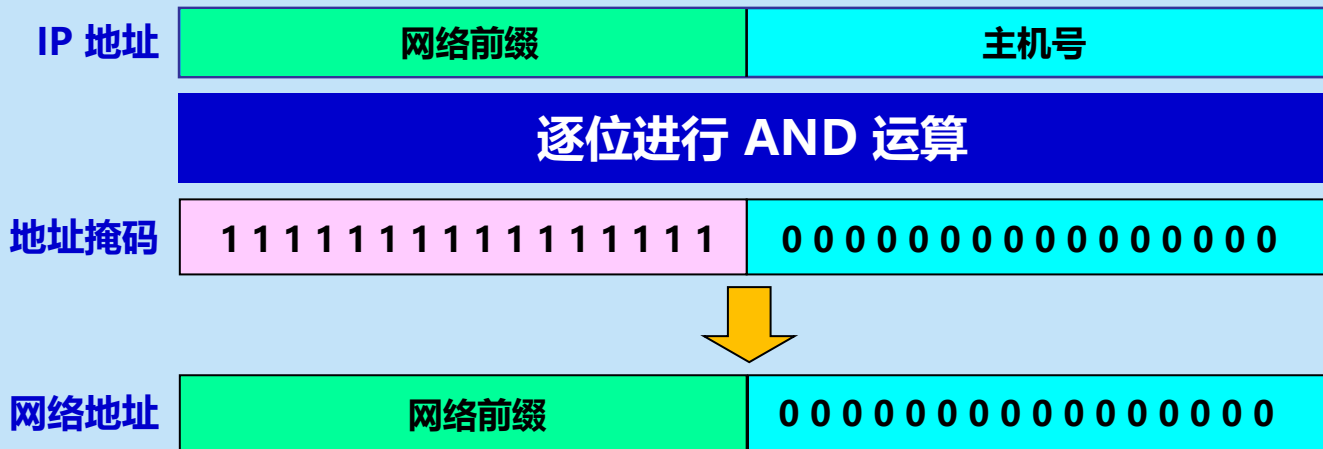 IP 地址 网络前缀 主机号
逐位进行 AND 运算
地址掩码 1 1 1 1 1 1 1 1 1 1 1 1 1 1 1 1 0 0 0 0 0 0 0 0 0 0 0 0 0 0 0 0
网络地址 网络前缀 0 0 0 0 0 0 0 0 0 0 0 0 0 0 0 0